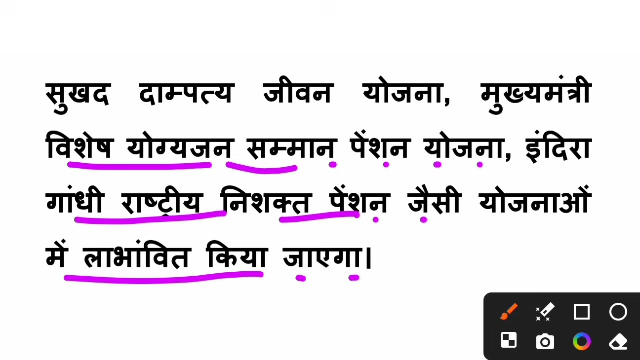 सुखद दाम्पत्य जीवन योजना, मुख्यमंत्री
विशेष योग्यजन सम्मान पेंशन योजना, इंदिरा
गांधी राष्ट्रीय निशक्त पेंशन जैसी योजनाओं
में लाभांवित किया जाएगा।